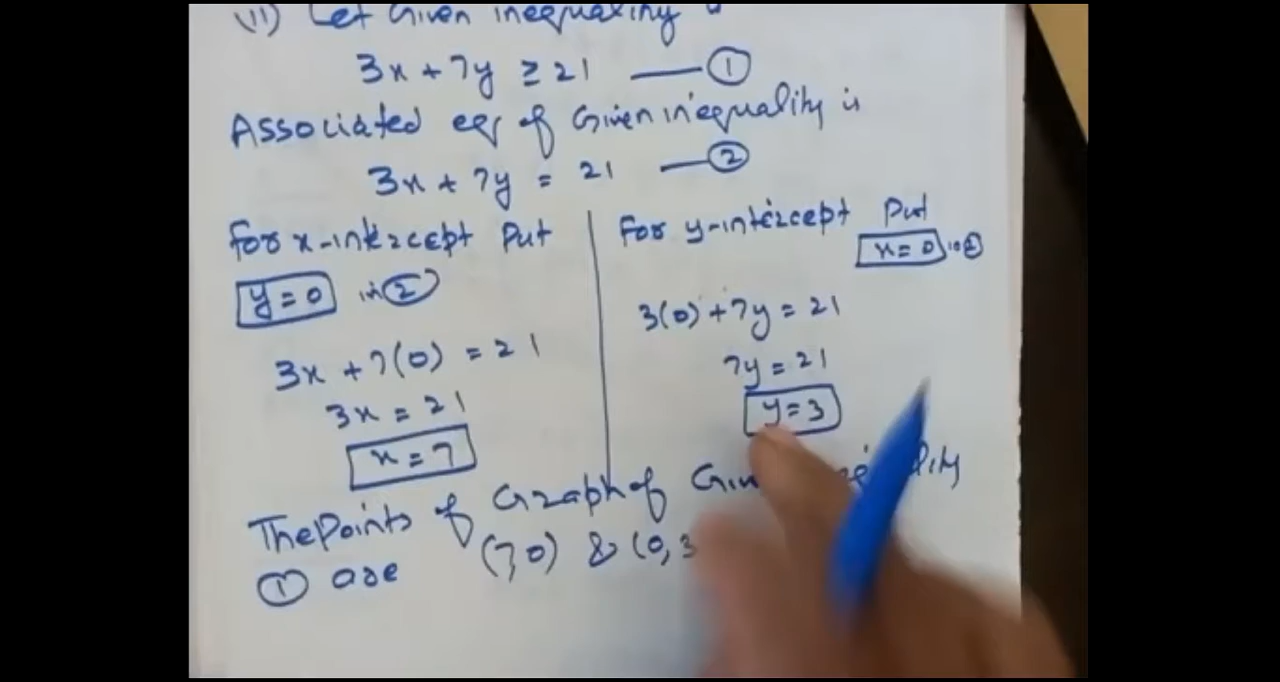 (ii) Let Given inequality is
3x + 7y ≥ 21 — ①
Associated eq of Given inequality is
3x + 7y = 21 — ②
For x-intercept Put
y = 0 in ②
3x + 7(0) = 21
3x = 21
x = 7
For y-intercept Put
x = 0 in ②
3(0) + 7y = 21
7y = 21
y = 3
The Points of Graph of
① are (7,0) & (0,3